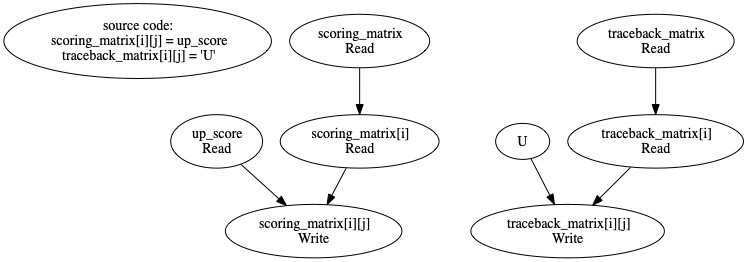 source code:
scoring_matrix[i][j] = up_score
traceback_matrix[i][j] = 'U'
scoring_matrix
Read
traceback_matrix
Read
up_score
Read
scoring_matrix[i]
Read
U
traceback_matrix[i]
Read
scoring_matrix[i][j]
Write
traceback_matrix[i][j]
Write